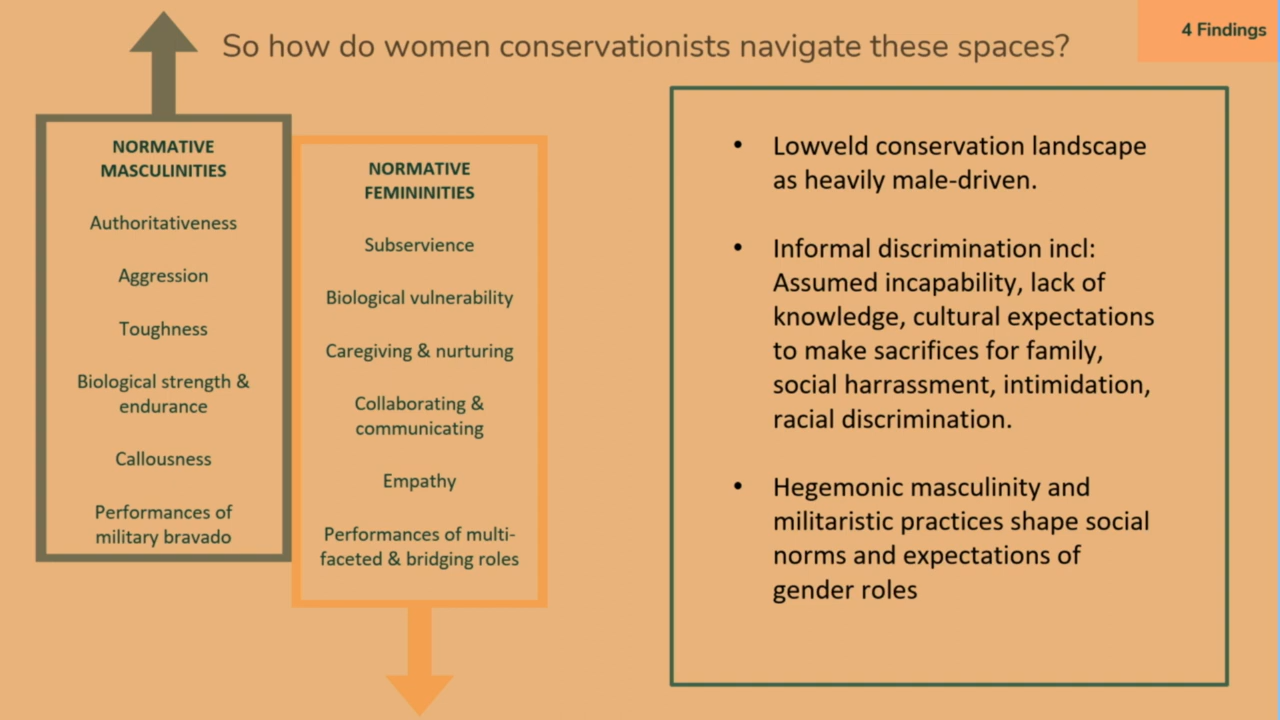 So how do women conservationists navigate these spaces?
4 Findings
NORMATIVE
MASCULINITIES
Authoritativeness
Aggression
Toughness
Biological strength &
endurance
Callousness
Performances of
military bravado
NORMATIVE
FEMININITIES
Subservience
Biological vulnerability
Caregiving & nurturing
Collaborating &
communicating
Empathy
Performances of multi-
faceted & bridging roles
• Lowveld conservation landscape
as heavily male-driven.
• Informal discrimination incl:
Assumed incapability, lack of
knowledge, cultural expectations
to make sacrifices for family,
social harrassment, intimidation,
racial discrimination.
• Hegemonic masculinity and
militaristic practices shape social
norms and expectations of
gender roles